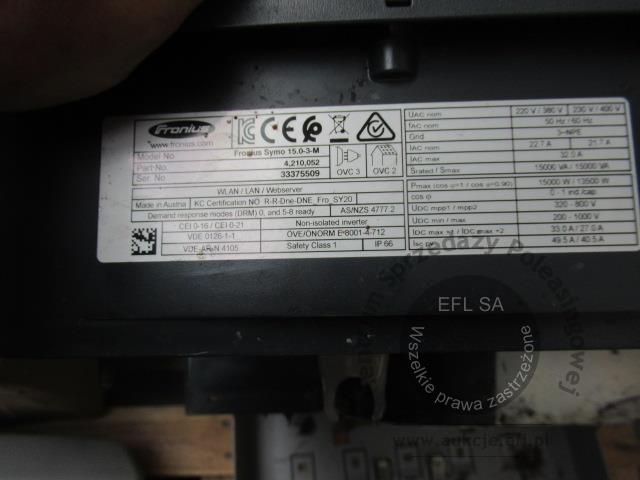 Fronius
www.fronius.com
Model No. Fronius Symo 15.0-3-M
Part-No. 4,210,052
Ser. No. 33375509
OVC 3 OVC 2
WLAN / LAN / Webserver
Made in Austria KC Certification NO R-R-Dne-DNE_Fro_SY20
Demand response modes (DRM) 0, and 5-8 ready AS/NZS 4777.2
CEI 0-16 / CEI 0-21 Non-isolated inverter
VDE 0126-1-1 ÖVE/ÖNORM E 8001-4-712
VDE-AR-N 4105 Safety Class 1 IP 66
UAC nom 220 V / 380 V 230 V / 400 V
fAC nom 50 Hz / 60 Hz
Grid 3~NPE
IAC nom 22.7 A 21.7 A
IAC max 32.0 A
Srated / Smax 15000 VA / 15000 VA
Pmax (cos φ=1 / cos φ=0.90) 15000 W / 13500 W
cos φ 0 - 1 ind./cap.
UDC mpp1 / mpp2 320 - 800 V
UDC min / max 200 - 1000 V
IDC max 1 / IDC max 2 33.0 A / 27.0 A
Isc pv 49.5 A / 40.5 A
Sprzedaży Poleasingowej
EFL SA
Wszelkie prawa zastrzeżone
www.aukcje.efl.pl